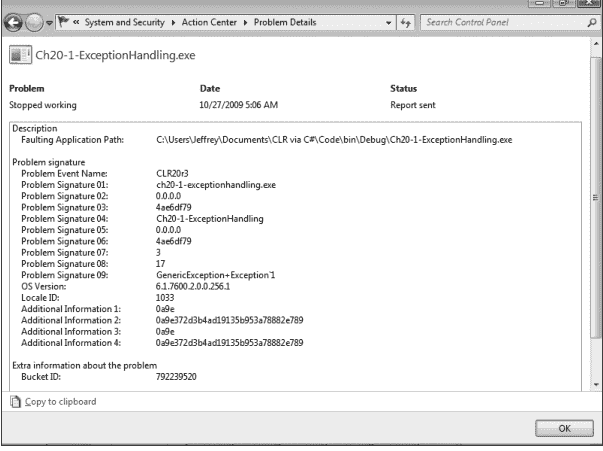 « System and Security ▸ Action Center ▸ Problem Details
Search Control Panel
Ch20-1-ExceptionHandling.exe
Problem Date Status
Stopped working 10/27/2009 5:06 AM Report sent
Description
Faulting Application Path: C:\Users\Jeffrey\Documents\CLR via C#\Code\bin\Debug\Ch20-1-ExceptionHandling.exe
Problem signature
Problem Event Name: CLR20r3
Problem Signature 01: ch20-1-exceptionhandling.exe
Problem Signature 02: 0.0.0.0
Problem Signature 03: 4ae6df79
Problem Signature 04: Ch20-1-ExceptionHandling
Problem Signature 05: 0.0.0.0
Problem Signature 06: 4ae6df79
Problem Signature 07: 3
Problem Signature 08: 17
Problem Signature 09: GenericException+Exception`1
OS Version: 6.1.7600.2.0.0.256.1
Locale ID: 1033
Additional Information 1: 0a9e
Additional Information 2: 0a9e372d3b4ad19135b953a78882e789
Additional Information 3: 0a9e
Additional Information 4: 0a9e372d3b4ad19135b953a78882e789
Extra information about the problem
Bucket ID: 792239520
Copy to clipboard
OK